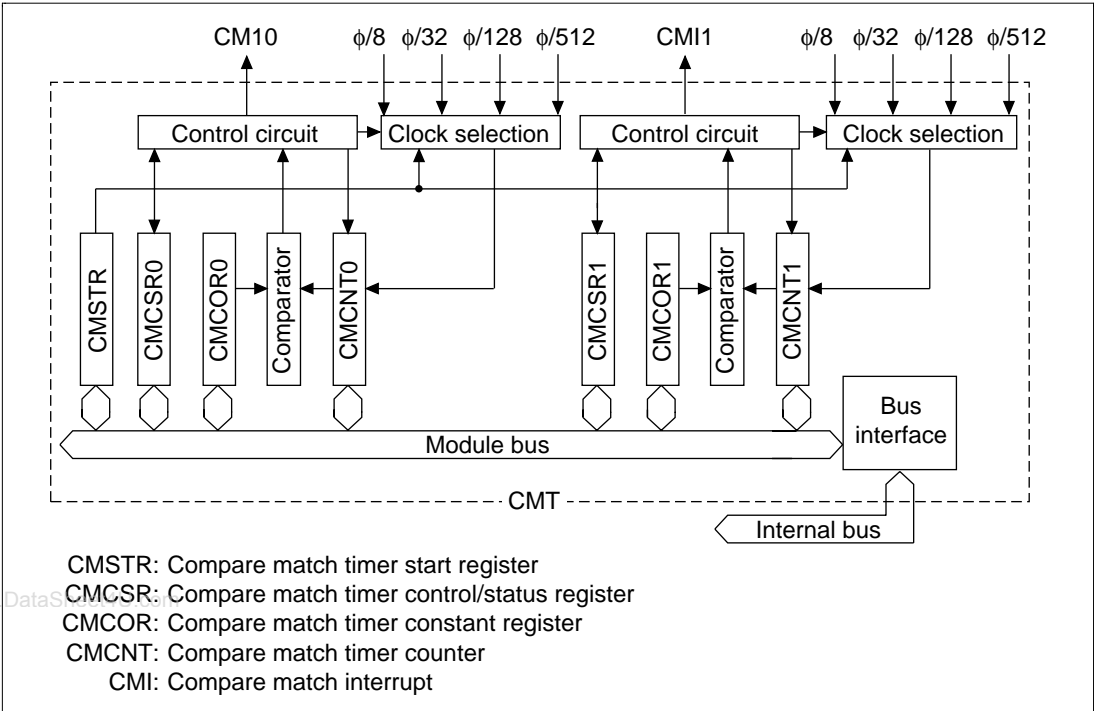 CM10 ϕ/8 ϕ/32 ϕ/128 ϕ/512 CMI1 ϕ/8 ϕ/32 ϕ/128 ϕ/512
Control circuit Clock selection Control circuit Clock selection
CMSTR CMCSR0 CMCOR0 Comparator CMCNT0 CMCSR1 CMCOR1 Comparator CMCNT1
Bus
interface
Module bus
CMT
Internal bus
CMSTR: Compare match timer start register
CMCSR: Compare match timer control/status register
CMCOR: Compare match timer constant register
CMCNT: Compare match timer counter
CMI: Compare match interrupt